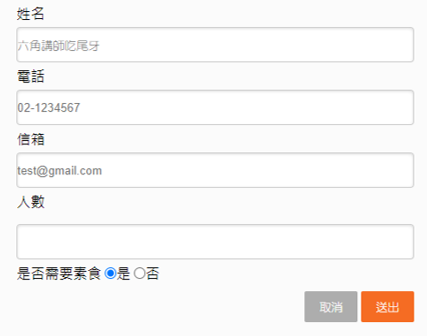 姓名
六角講師吃尾牙
電話
02-1234567
信箱
test@gmail.com
人數
是否需要素食 是 否
取消 送出